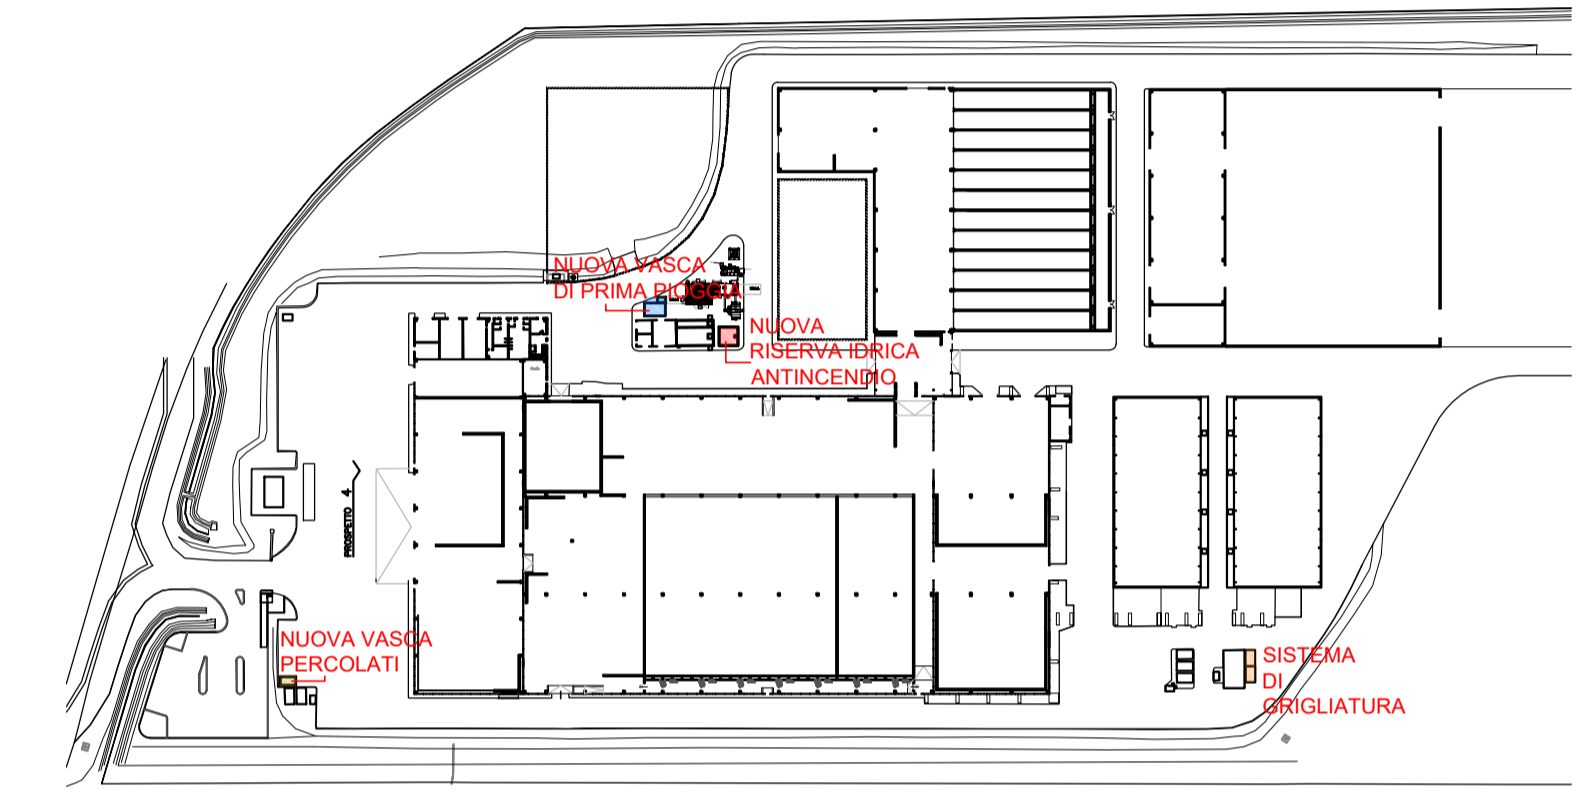 NUOVA VASCA
DI PRIMA PIOGGIA
NUOVA
RISERVA IDRICA
ANTINCENDIO
PROSPETTO 4
NUOVA VASCA
PERCOLATI
SISTEMA
DI
GRIGLIATURA